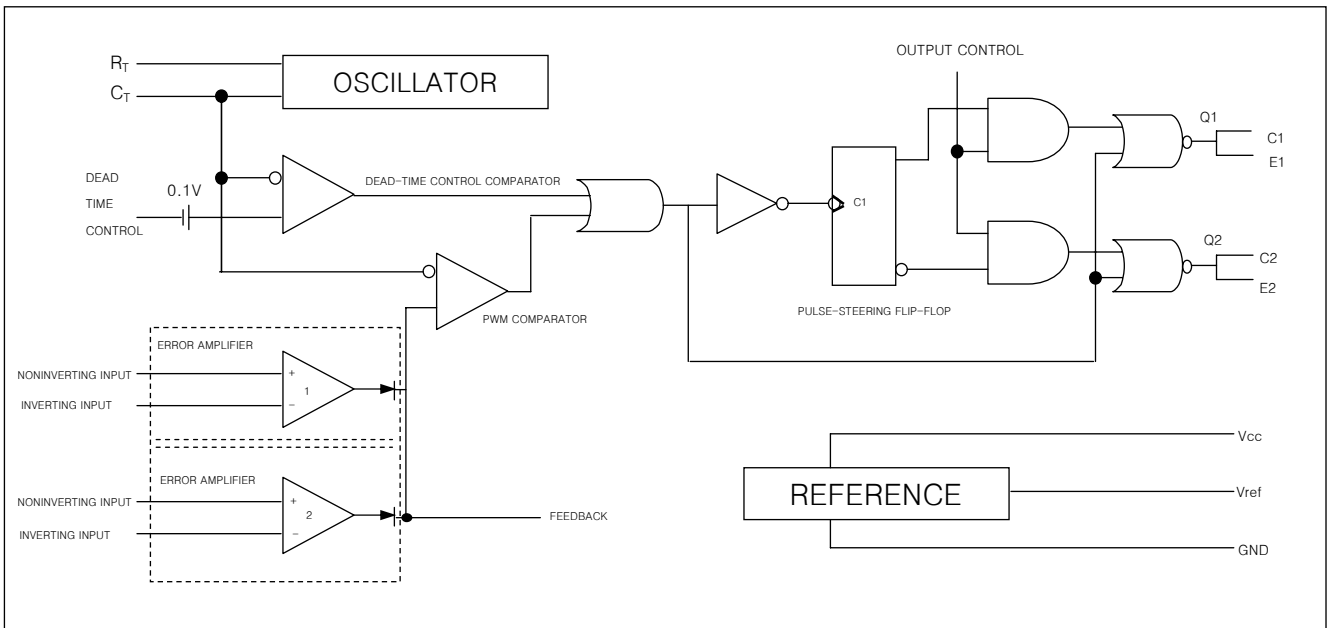 OUTPUT CONTROL
R_T
C_T
OSCILLATOR
DEAD
TIME
CONTROL
0.1V
DEAD-TIME CONTROL COMPARATOR
C1
Q1
C1
E1
Q2
C2
E2
PULSE-STEERING FLIP-FLOP
PWM COMPARATOR
ERROR AMPLIFIER
NONINVERTING INPUT
+
1
INVERTING INPUT
-
ERROR AMPLIFIER
NONINVERTING INPUT
+
2
INVERTING INPUT
-
FEEDBACK
REFERENCE
Vcc
Vref
GND